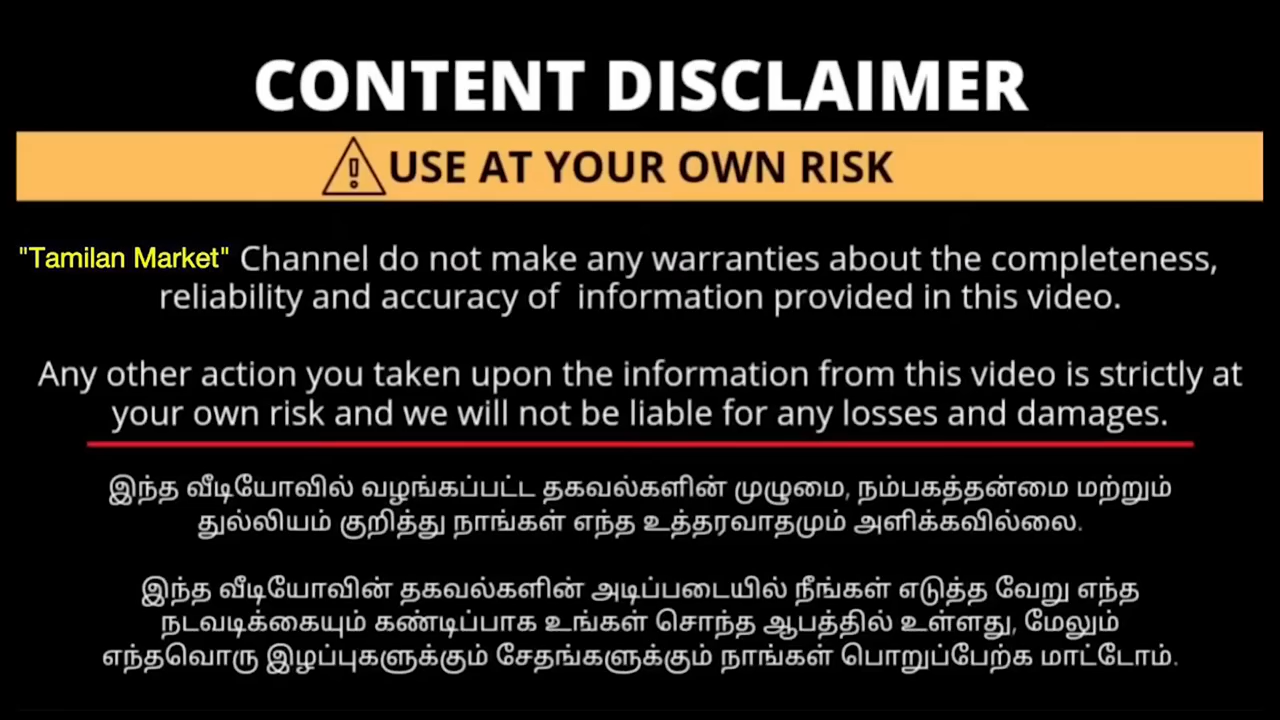 CONTENT DISCLAIMER
USE AT YOUR OWN RISK
"Tamilan Market" Channel do not make any warranties about the completeness,
reliability and accuracy of information provided in this video.
Any other action you taken upon the information from this video is strictly at
your own risk and we will not be liable for any losses and damages.
இந்த வீடியோவில் வழங்கப்பட்ட தகவல்களின் முழுமை, நம்பகத்தன்மை மற்றும்
துல்லியம் குறித்து நாங்கள் எந்த உத்தரவாதமும் அளிக்கவில்லை.
இந்த வீடியோவின் தகவல்களின் அடிப்படையில் நீங்கள் எடுத்த வேறு எந்த
நடவடிக்கையும் கண்டிப்பாக உங்கள் சொந்த ஆபத்தில் உள்ளது, மேலும்
எந்தவொரு இழப்புகளுக்கும் சேதங்களுக்கும் நாங்கள் பொறுப்பேற்க மாட்டோம்.